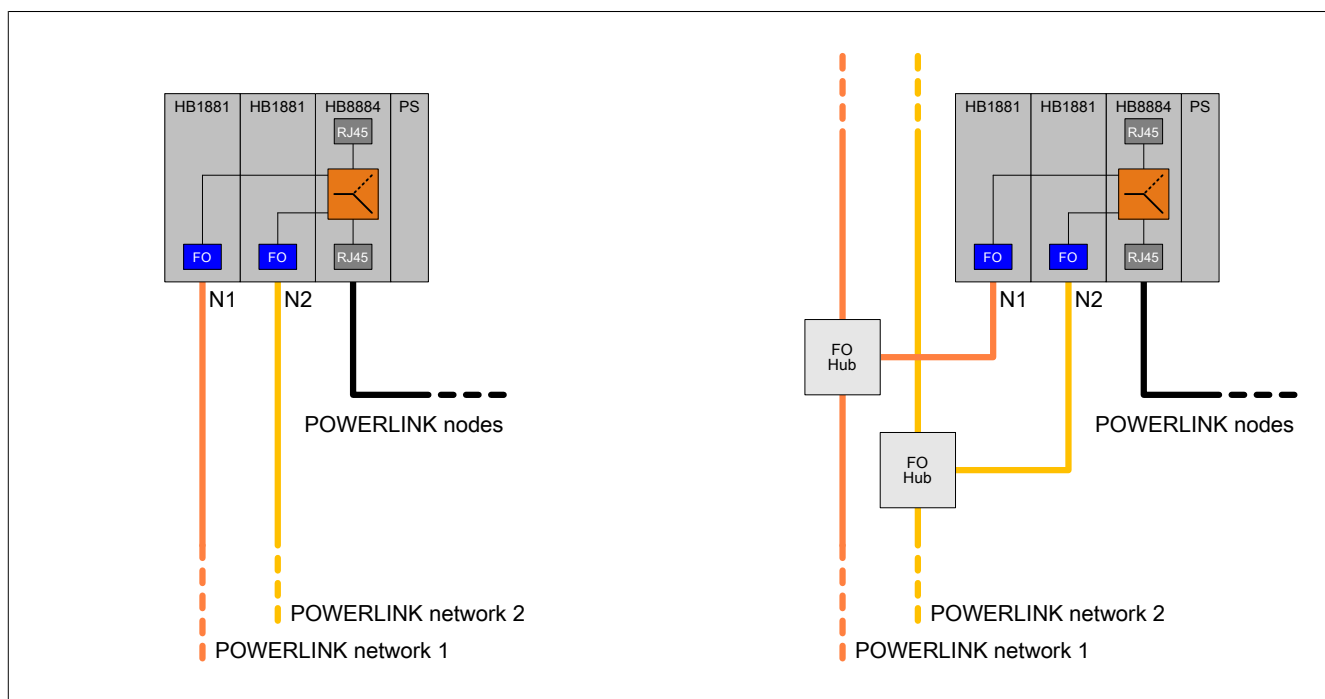 HB1881 HB1881 HB8884 PS
RJ45
FO FO RJ45
N1 N2
POWERLINK nodes
POWERLINK network 2
POWERLINK network 1
HB1881 HB1881 HB8884 PS
RJ45
FO FO RJ45
N1 N2
FO
Hub
POWERLINK nodes
FO
Hub
POWERLINK network 2
POWERLINK network 1